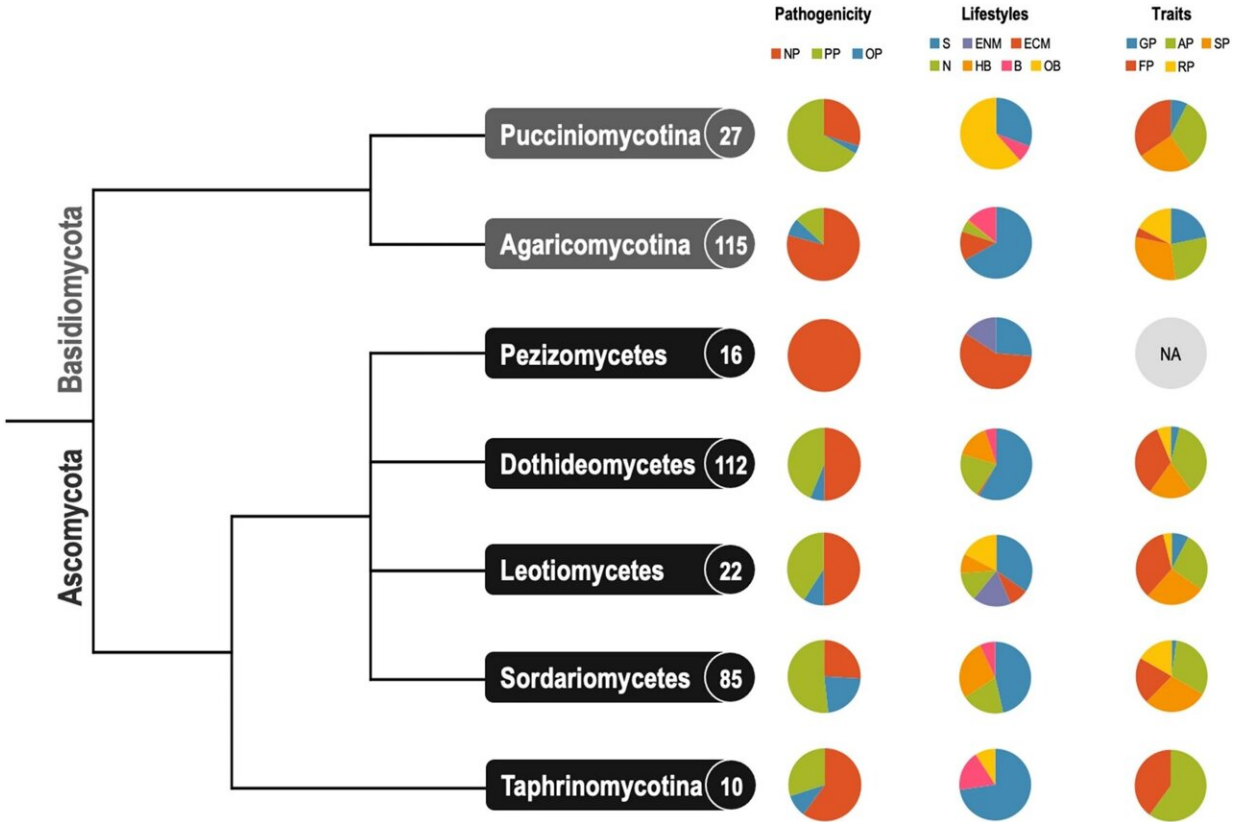 Pathogenicity Lifestyles Traits
NP PP OP
S ENM ECM
N HB B OB
GP AP SP
FP RP
Basidiomycota
Ascomycota
Pucciniomycotina 27
Agaricomycotina 115
Pezizomycetes 16
NA
Dothideomycetes 112
Leotiomycetes 22
Sordariomycetes 85
Taphrinomycotina 10